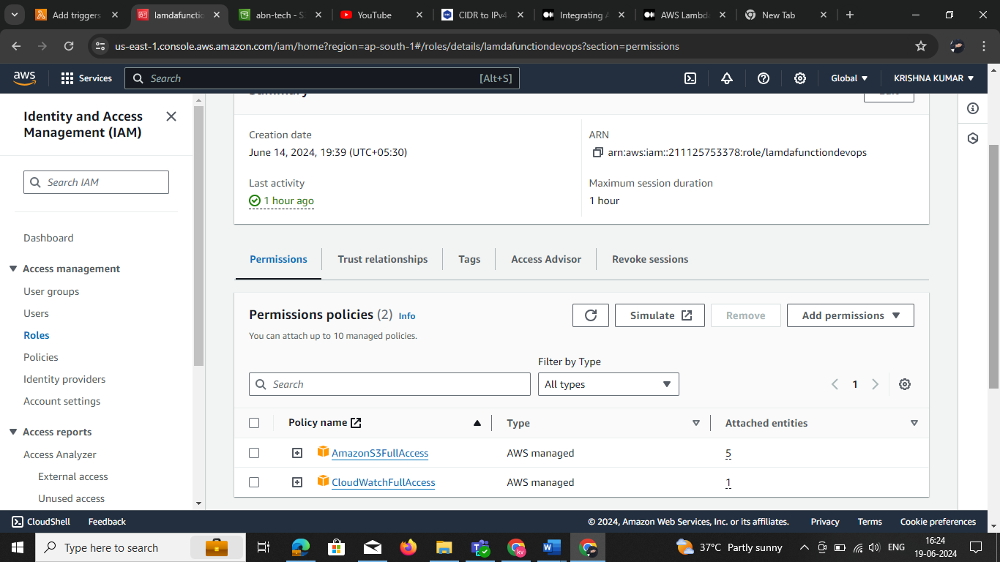 Add triggers
lamdafuncti
abn-tech - S
YouTube
CIDR to IPv4
Integrating A
AWS Lambd
New Tab
us-east-1.console.aws.amazon.com/iam/home?region=ap-south-1#/roles/details/lamdafunctiondevops?section=permissions
aws
Services
Search
[Alt+S]
Global
KRISHNA KUMAR
Identity and Access
Management (IAM)
Search IAM
Dashboard
Access management
User groups
Users
Roles
Policies
Identity providers
Account settings
Access reports
Access Analyzer
External access
Unused access
Summary
Edit
Creation date
June 14, 2024, 19:39 (UTC+05:30)
ARN
arn:aws:iam::211125753378:role/lamdafunctiondevops
Last activity
1 hour ago
Maximum session duration
1 hour
Permissions
Trust relationships
Tags
Access Advisor
Revoke sessions
Permissions policies (2) Info
You can attach up to 10 managed policies.
Simulate
Remove
Add permissions
Filter by Type
Search
All types
1
Policy name
Type
Attached entities
AmazonS3FullAccess
AWS managed
5
CloudWatchFullAccess
AWS managed
1
CloudShell
Feedback
© 2024, Amazon Web Services, Inc. or its affiliates.
Privacy
Terms
Cookie preferences
Type here to search
37°C Partly sunny
ENG
16:24
19-06-2024